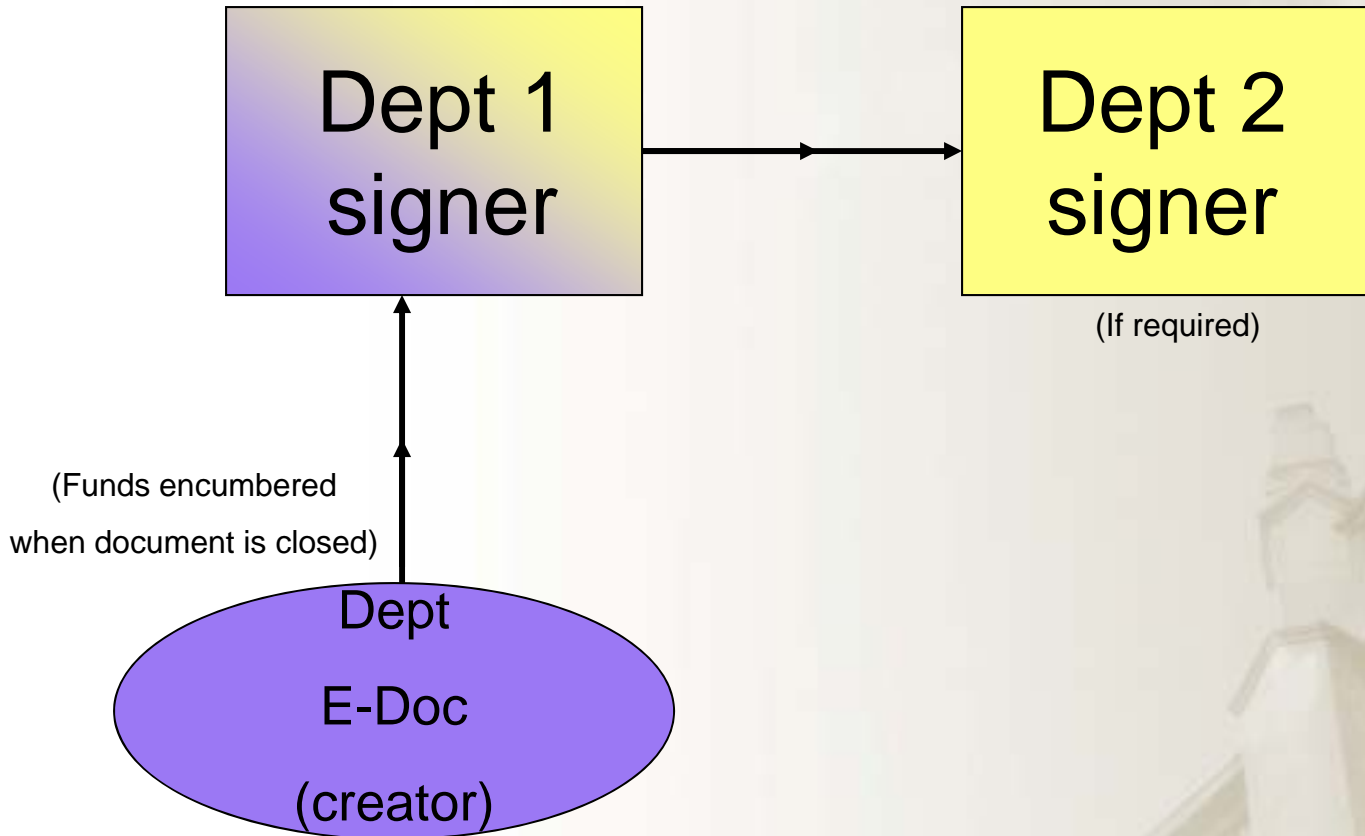 Dept 1
signer
Dept 2
signer
(If required)
(Funds encumbered
when document is closed)
Dept
E-Doc
(creator)